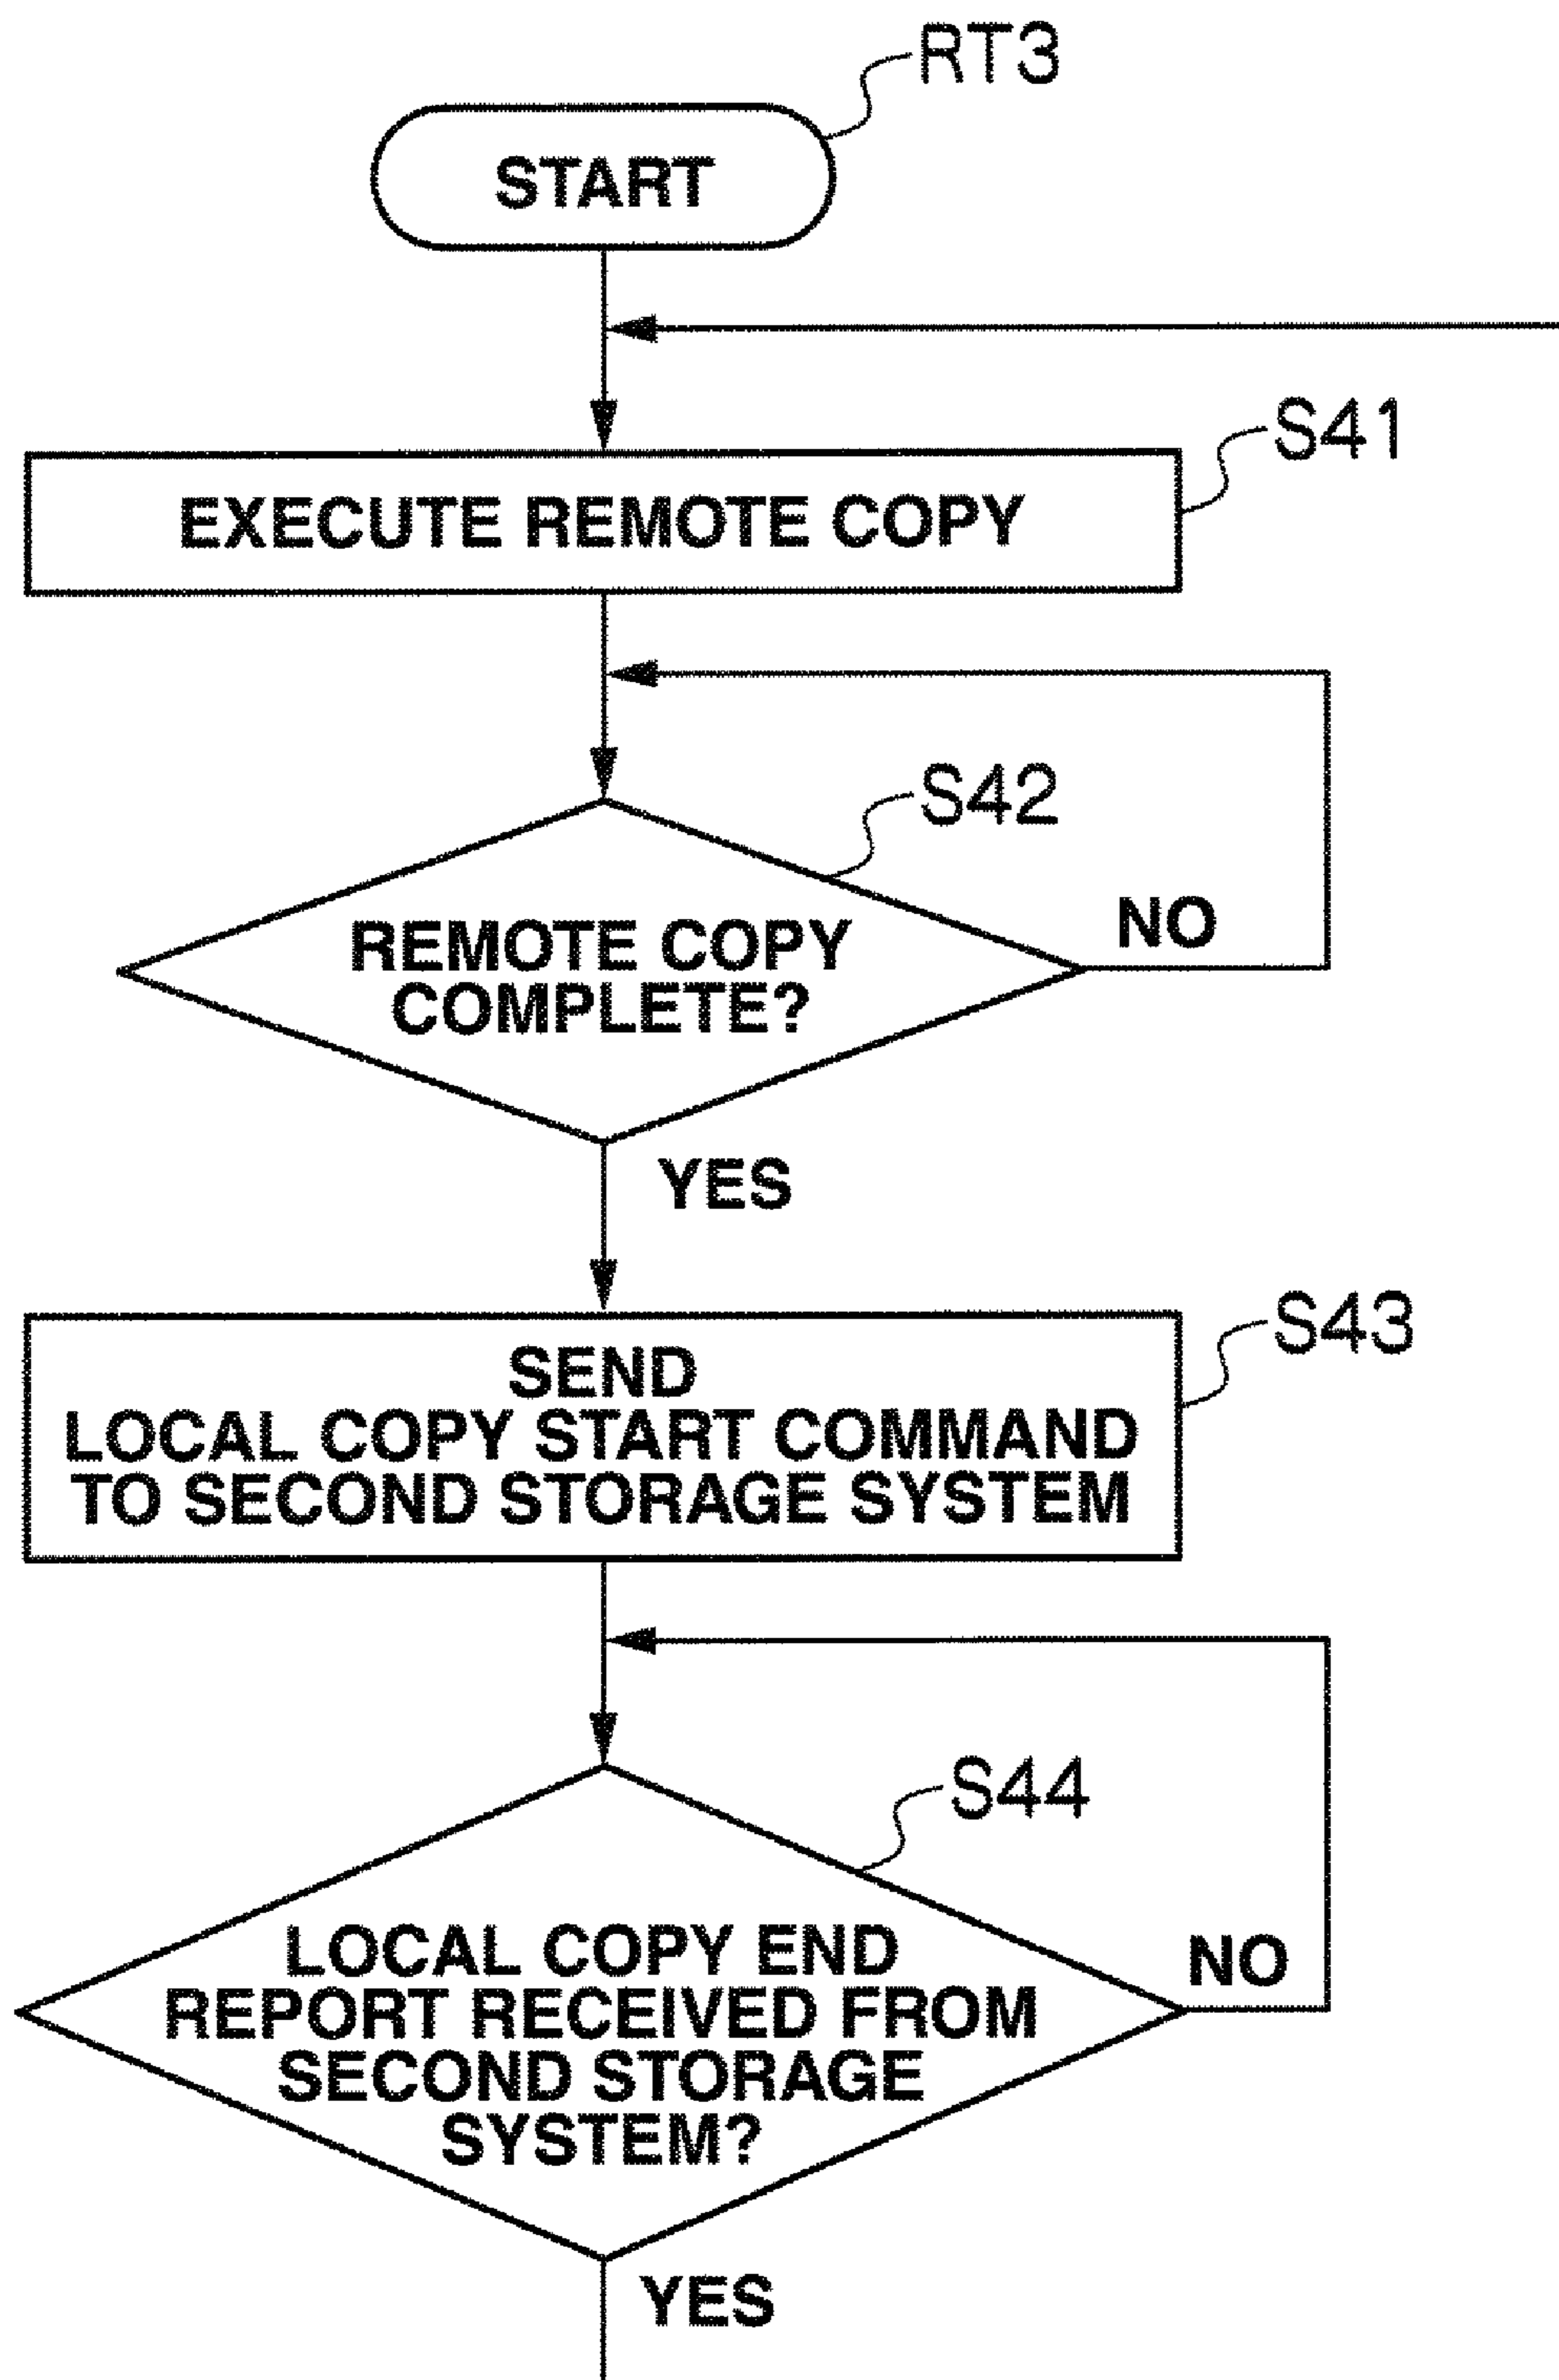 RT3
START
S41
EXECUTE REMOTE COPY
S42
REMOTE COPY
COMPLETE?
NO
YES
S43
SEND
LOCAL COPY START COMMAND
TO SECOND STORAGE SYSTEM
S44
LOCAL COPY END
REPORT RECEIVED FROM
SECOND STORAGE
SYSTEM?
NO
YES